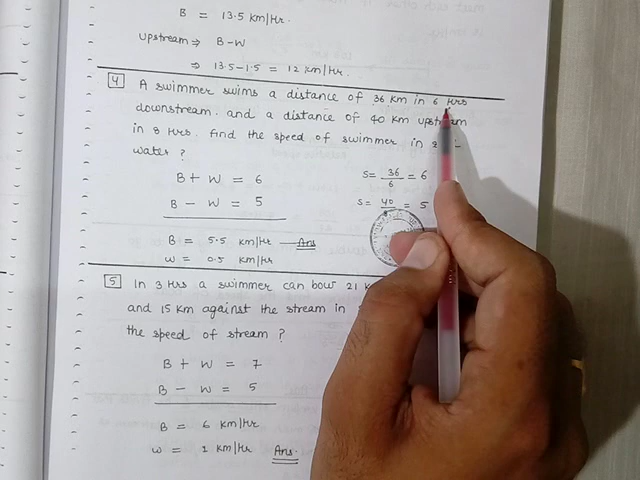 B = 13.5 KM/Hr.
Upstream ⇒ B-W
⇒ 13.5-1.5 = 12 KM/Hr.
4 A swimmer swims a distance of 36 KM in 6 Hrs
downstream. and a distance of 40 KM upstream
in 8 Hrs. find the speed of swimmer in
water ?
B + W = 6
S = 36/6 = 6
B - W = 5
S = 40/ = 5
B = 5.5 KM/Hr — Ans
W = 0.5 KM/Hr
5 In 3 Hrs a swimmer can bow 21
and 15 KM against the stream in
the speed of stream ?
B + W = 7
B - W = 5
B = 6 KM/Hr
W = 1 KM/Hr Ans.